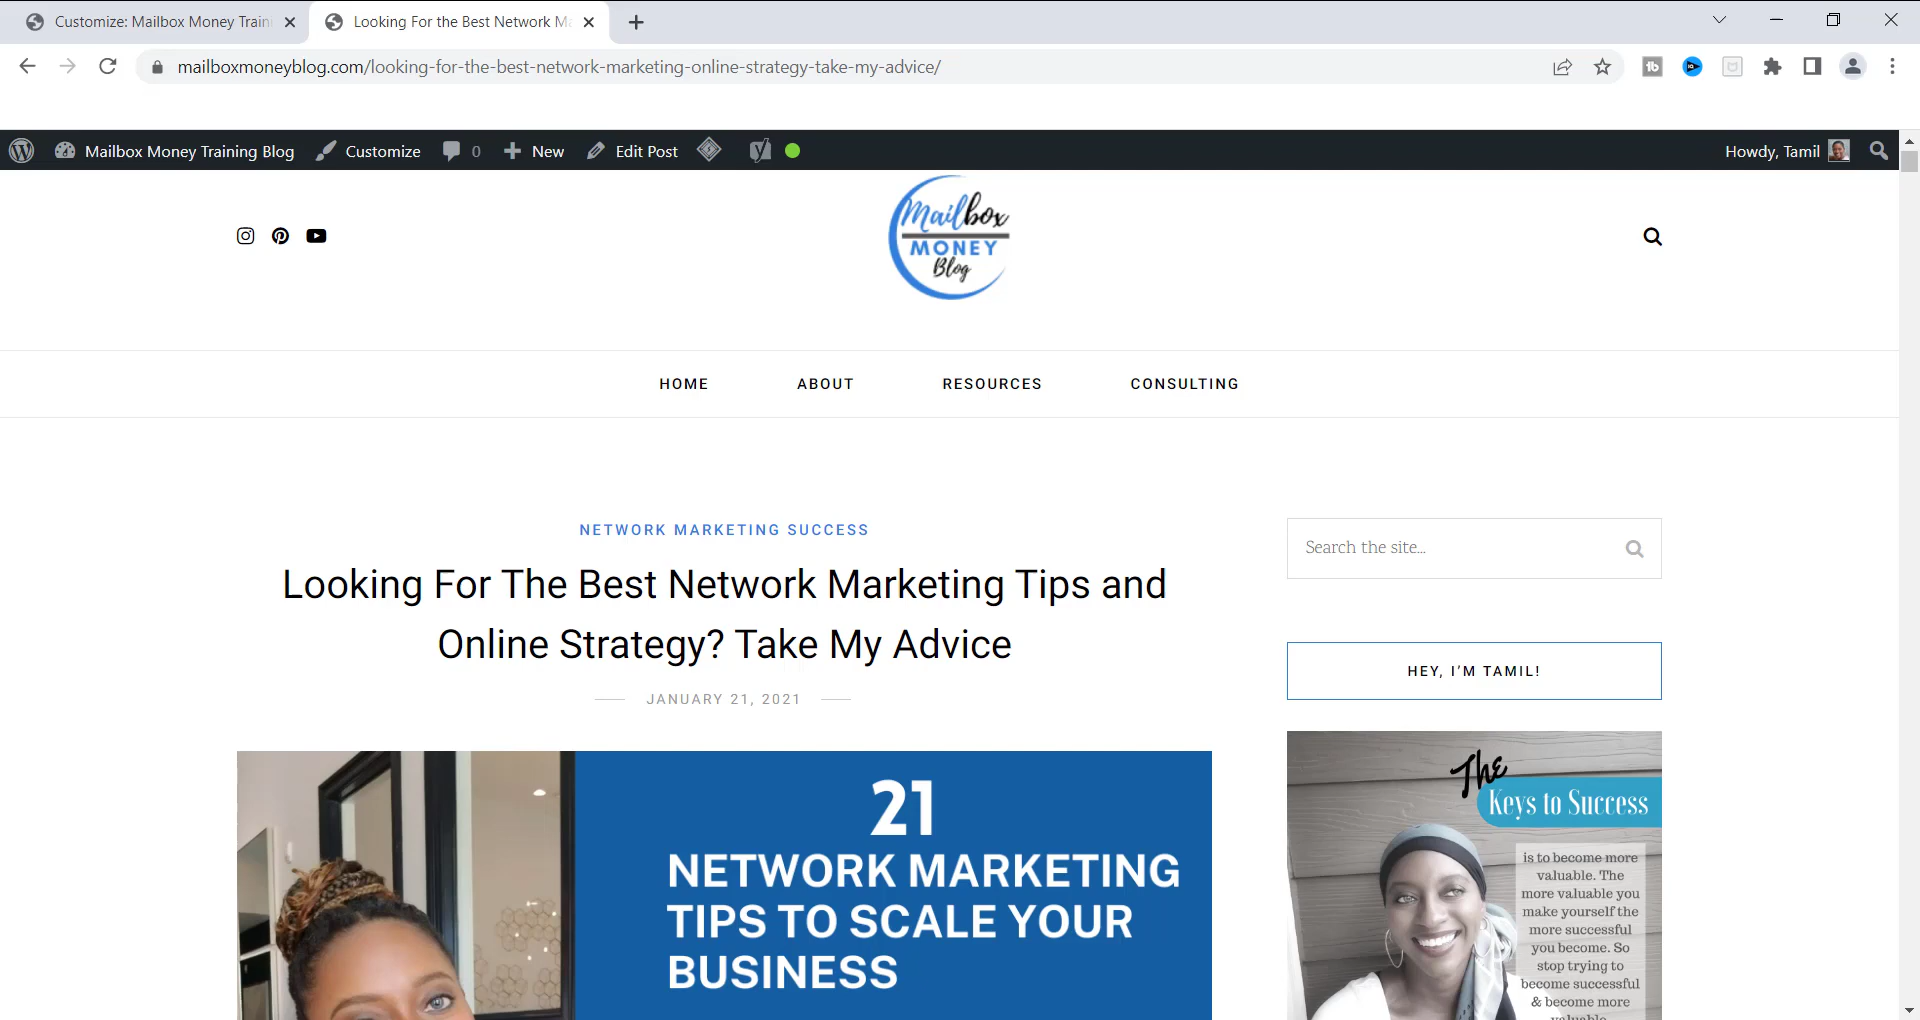 Customize: Mailbox Money Traini
Looking For the Best Network Ma
mailboxmoneyblog.com/looking-for-the-best-network-marketing-online-strategy-take-my-advice/
Mailbox Money Training Blog
Customize
0
New
Edit Post
Howdy, Tamil
Mailbox
MONEY
Blog
HOME
ABOUT
RESOURCES
CONSULTING
NETWORK MARKETING SUCCESS
Looking For The Best Network Marketing Tips and
Online Strategy? Take My Advice
JANUARY 21, 2021
21
NETWORK MARKETING
TIPS TO SCALE YOUR
BUSINESS
Search the site...
HEY, I'M TAMIL!
The
Keys to Success
is to become more
valuable. The
more valuable you
make yourself the
more successful
you become. So
stop trying to
become successful
& become more
valuable